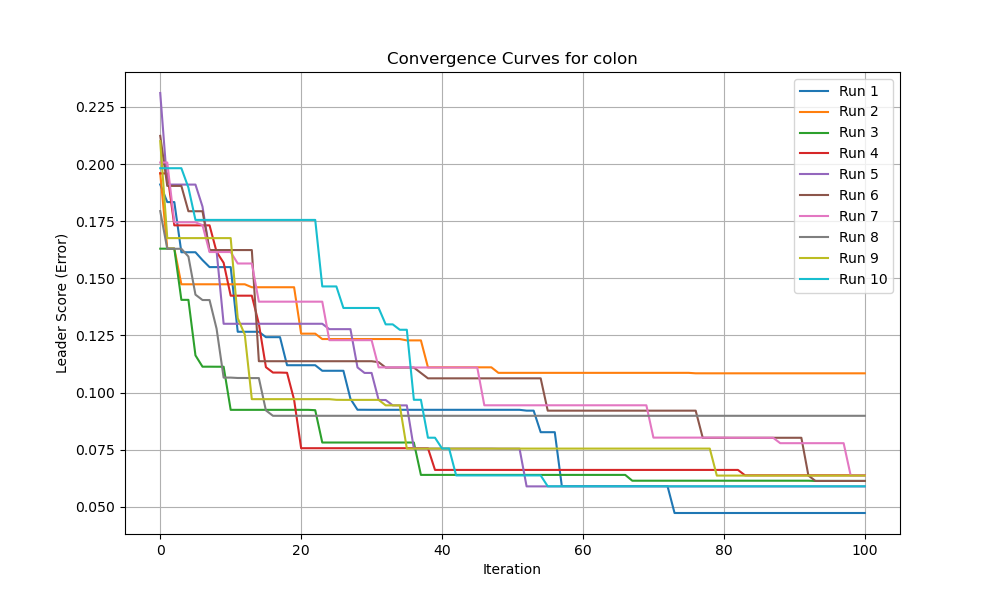 Convergence Curves for colon
Leader Score (Error)
0.225
0.200
0.175
0.150
0.125
0.100
0.075
0.050
Run 1
Run 2
Run 3
Run 4
Run 5
Run 6
Run 7
Run 8
Run 9
Run 10
0 20 40 60 80 100
Iteration